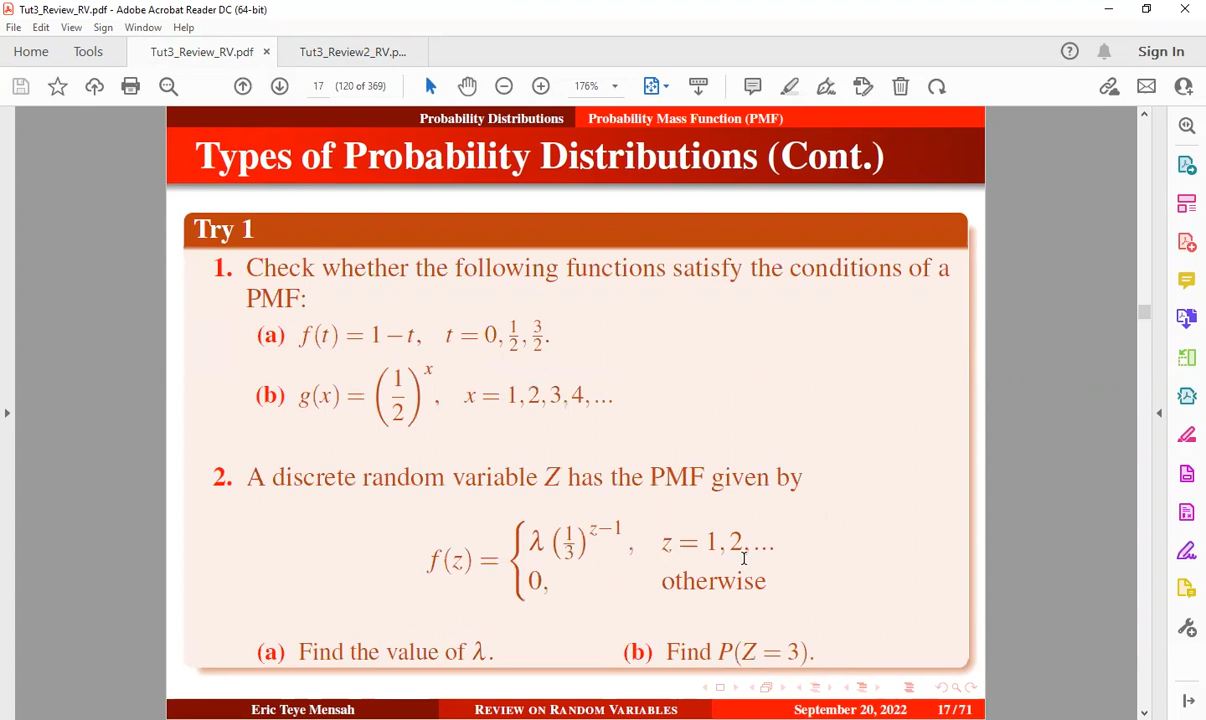 Tut3_Review_RV.pdf - Adobe Acrobat Reader DC (64-bit)
File Edit View Sign Window Help
Home Tools Tut3_Review_RV.pdf × Tut3_Review2_RV.p... Sign In
17 (120 of 369) 176%
Probability Distributions Probability Mass Function (PMF)
Types of Probability Distributions (Cont.)
Try 1
1. Check whether the following functions satisfy the conditions of a
PMF:
(a) f(t) = 1 − t, t = 0, 1/2, 3/2.
(b) g(x) = (1/2)^x, x = 1, 2, 3, 4, ...
2. A discrete random variable Z has the PMF given by
f(z) = { λ (1/3)^{z−1}, z = 1, 2, ...
0, otherwise
(a) Find the value of λ. (b) Find P(Z = 3).
Eric Teye Mensah REVIEW ON RANDOM VARIABLES September 20, 2022 17/71